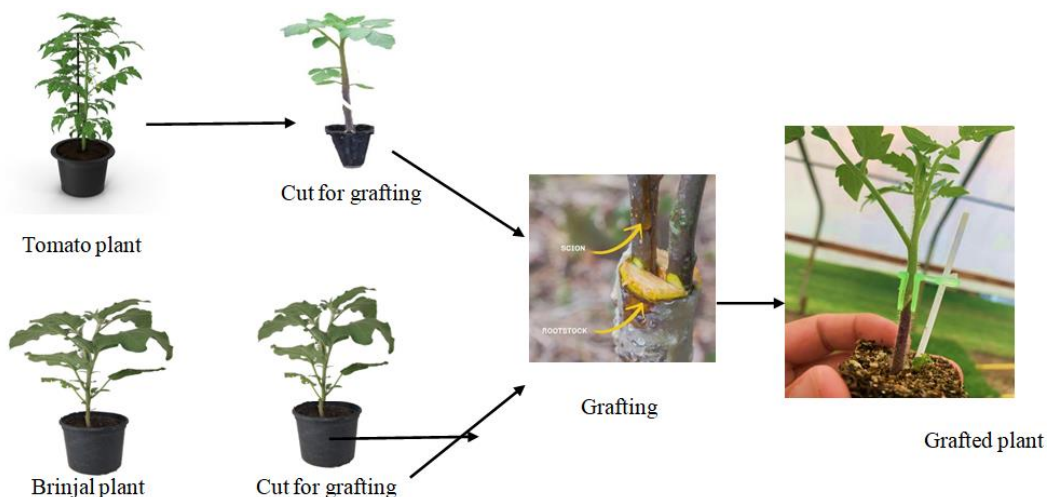 Cut for grafting
Tomato plant
SCION
ROOTSTOCK
Grafting
Grafted plant
Brinjal plant
Cut for grafting